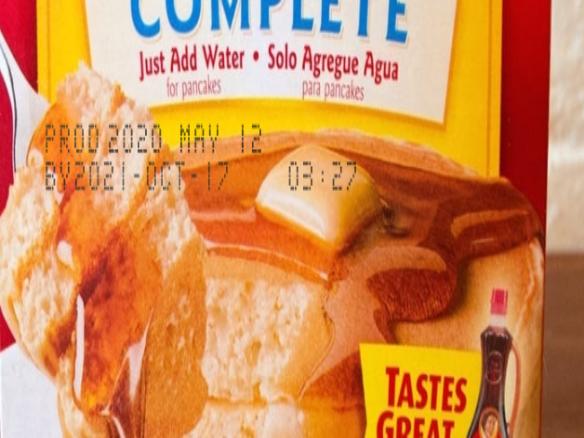 COMPLETE
Just Add Water • Solo Agregue Agua
for pancakes para pancakes
PROD 2020 MAY 12
BY2021-OCT-17 03:27
TASTES
GREAT